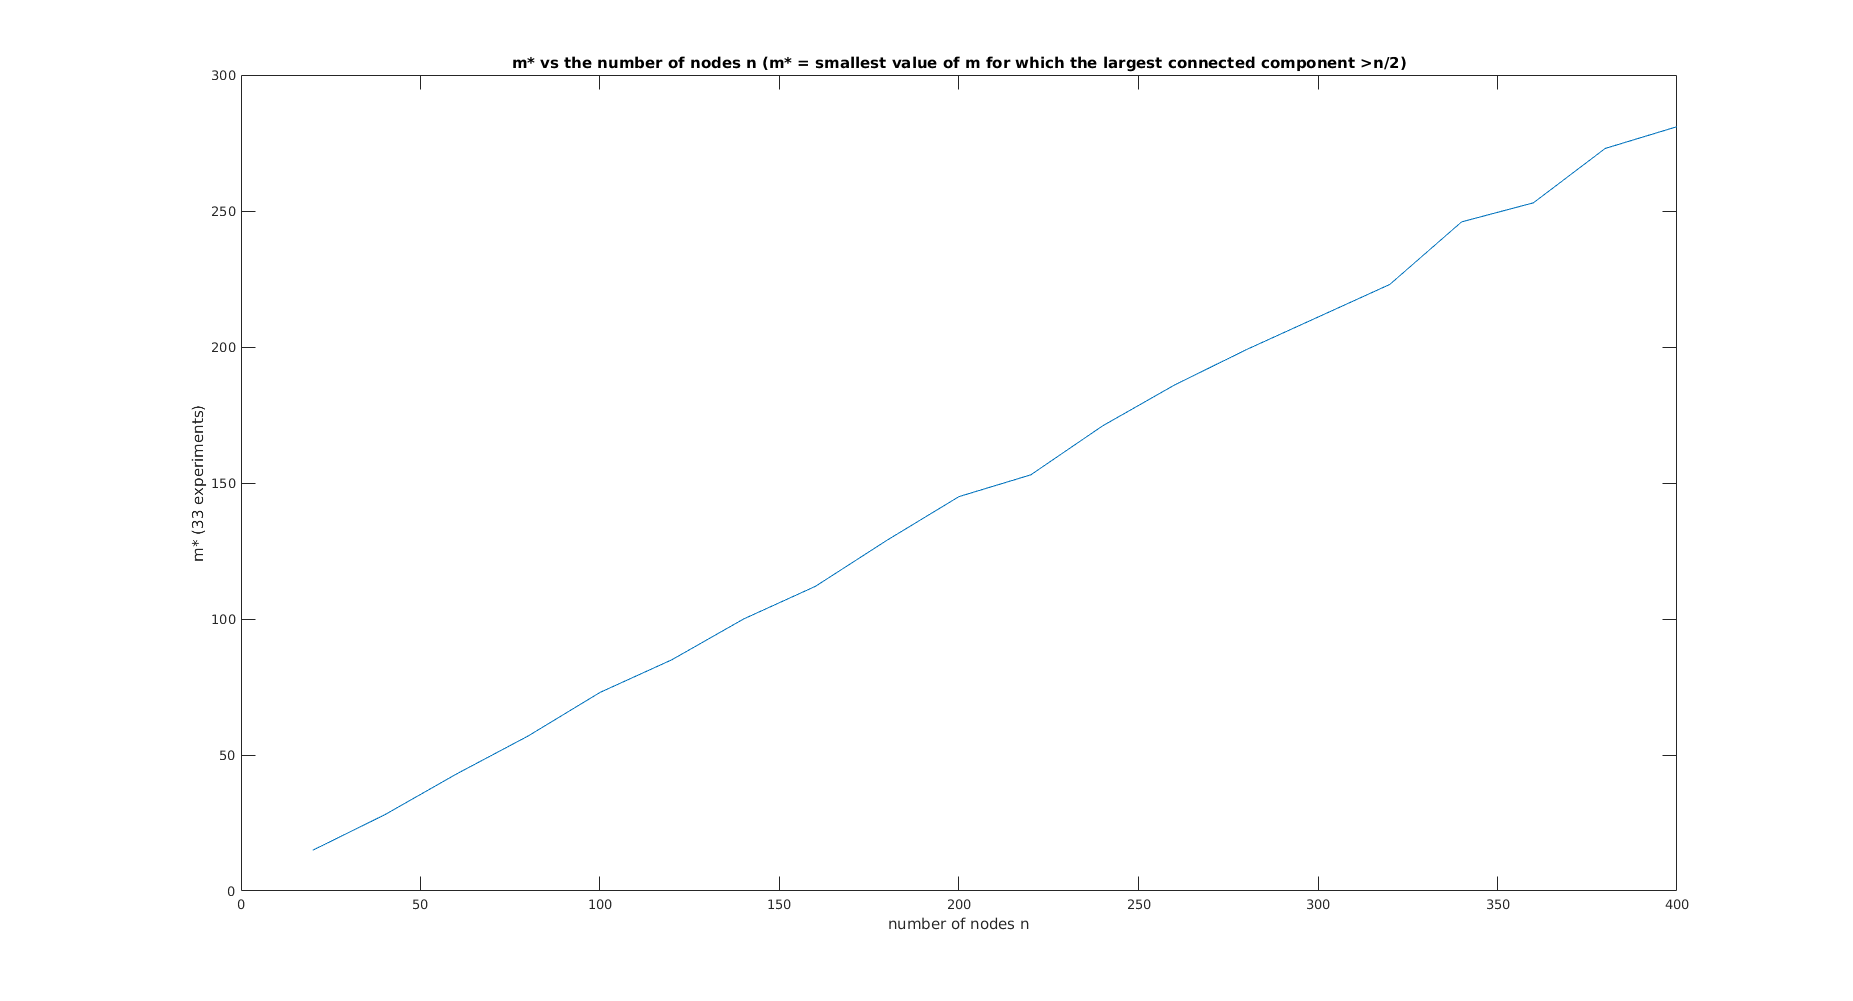 m* vs the number of nodes n (m* = smallest value of m for which the largest connected component >n/2)
300
250
200
150
100
50
0
m* (33 experiments)
0 50 100 150 200 250 300 350 400
number of nodes n